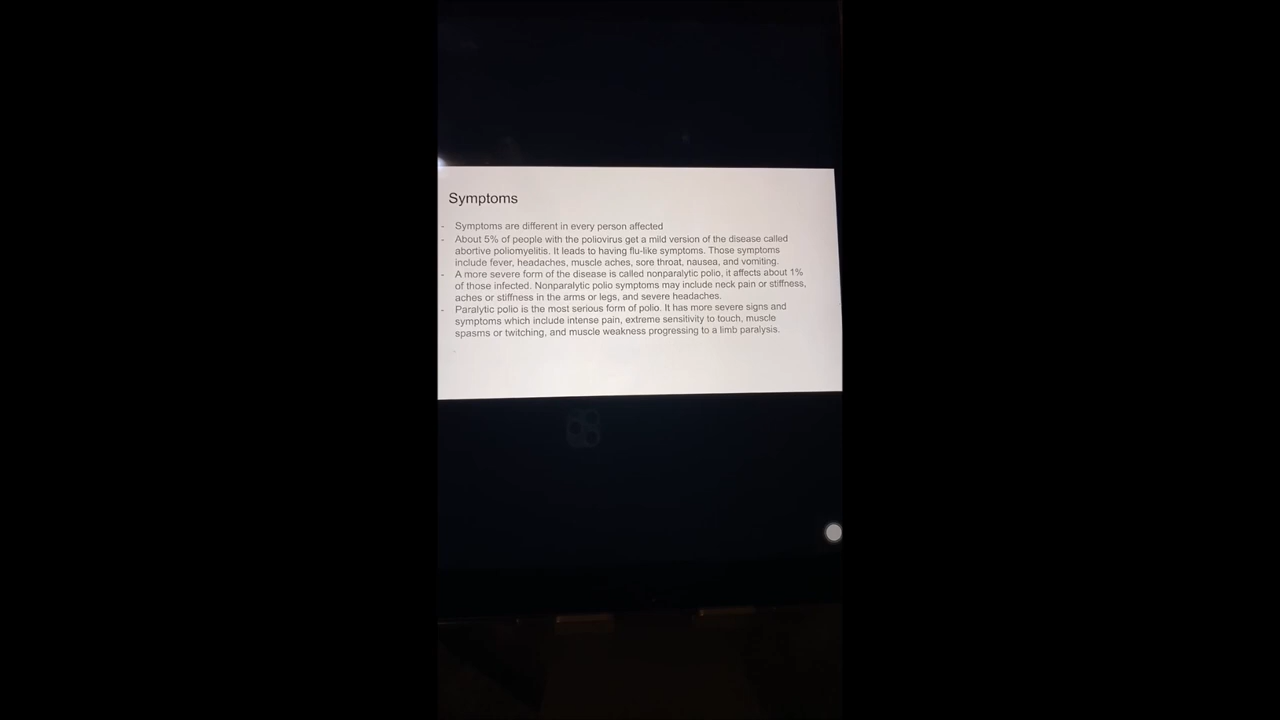 Symptoms
- Symptoms are different in every person affected
- About 5% of people with the poliovirus get a mild version of the disease called
abortive poliomyelitis. It leads to having flu-like symptoms. Those symptoms
include fever, headaches, muscle aches, sore throat, nausea, and vomiting.
- A more severe form of the disease is called nonparalytic polio, it affects about 1%
of those infected. Nonparalytic polio symptoms may include neck pain or stiffness,
aches or stiffness in the arms or legs, and severe headaches.
- Paralytic polio is the most serious form of polio. It has more severe signs and
symptoms which include intense pain, extreme sensitivity to touch, muscle
spasms or twitching, and muscle weakness progressing to a limb paralysis.